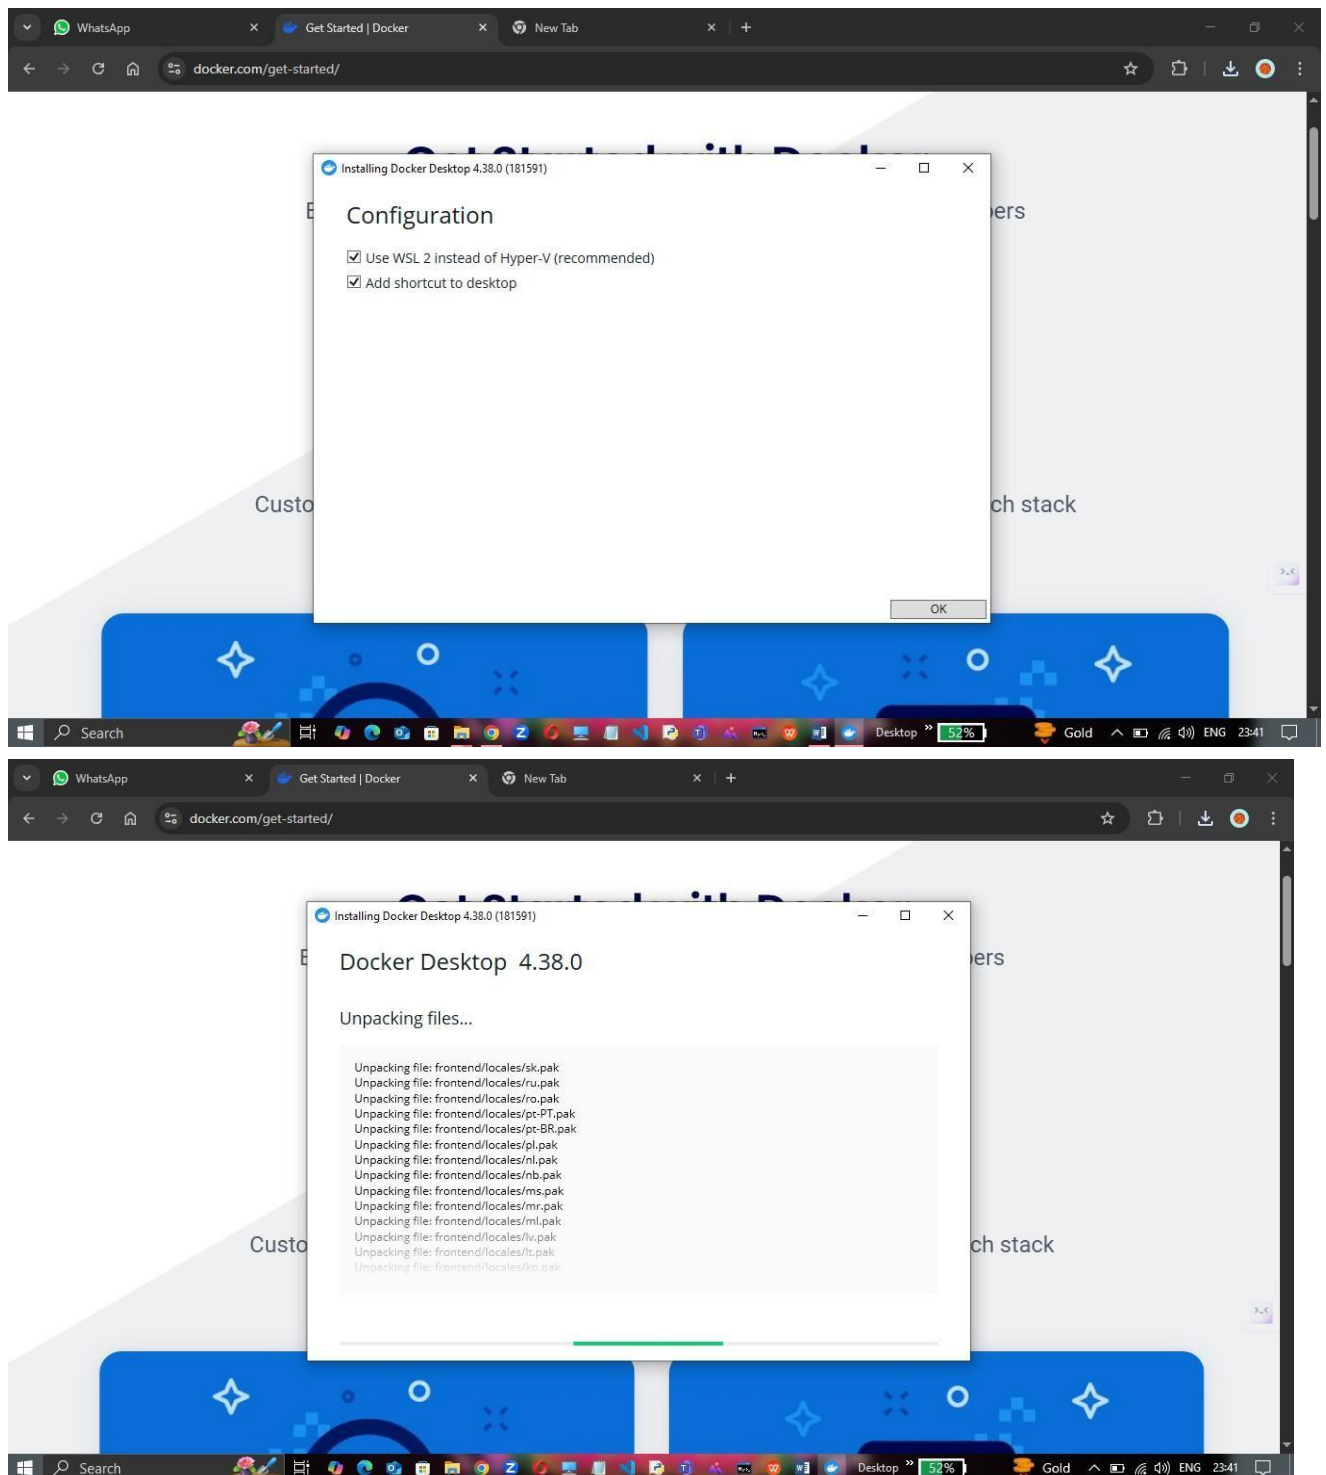 WhatsApp
Get Started | Docker
New Tab
docker.com/get-started/
Installing Docker Desktop 4.38.0 (181591)
Configuration
ers
Use WSL 2 instead of Hyper-V (recommended)
Add shortcut to desktop
Custo
ch stack
OK
Search
Desktop
52%
Gold
ENG
23:41
WhatsApp
Get Started | Docker
New Tab
docker.com/get-started/
Installing Docker Desktop 4.38.0 (181591)
Docker Desktop 4.38.0
ers
Unpacking files...
Unpacking file: frontend/locales/sk.pak
Unpacking file: frontend/locales/ru.pak
Unpacking file: frontend/locales/ro.pak
Unpacking file: frontend/locales/pt-PT.pak
Unpacking file: frontend/locales/pt-BR.pak
Unpacking file: frontend/locales/pl.pak
Unpacking file: frontend/locales/nl.pak
Unpacking file: frontend/locales/nb.pak
Unpacking file: frontend/locales/ms.pak
Unpacking file: frontend/locales/mr.pak
Unpacking file: frontend/locales/ml.pak
Unpacking file: frontend/locales/lv.pak
Unpacking file: frontend/locales/lt.pak
Unpacking file: frontend/locales/ko.pak
Custo
ch stack
Search
Desktop
52%
Gold
ENG
23:41